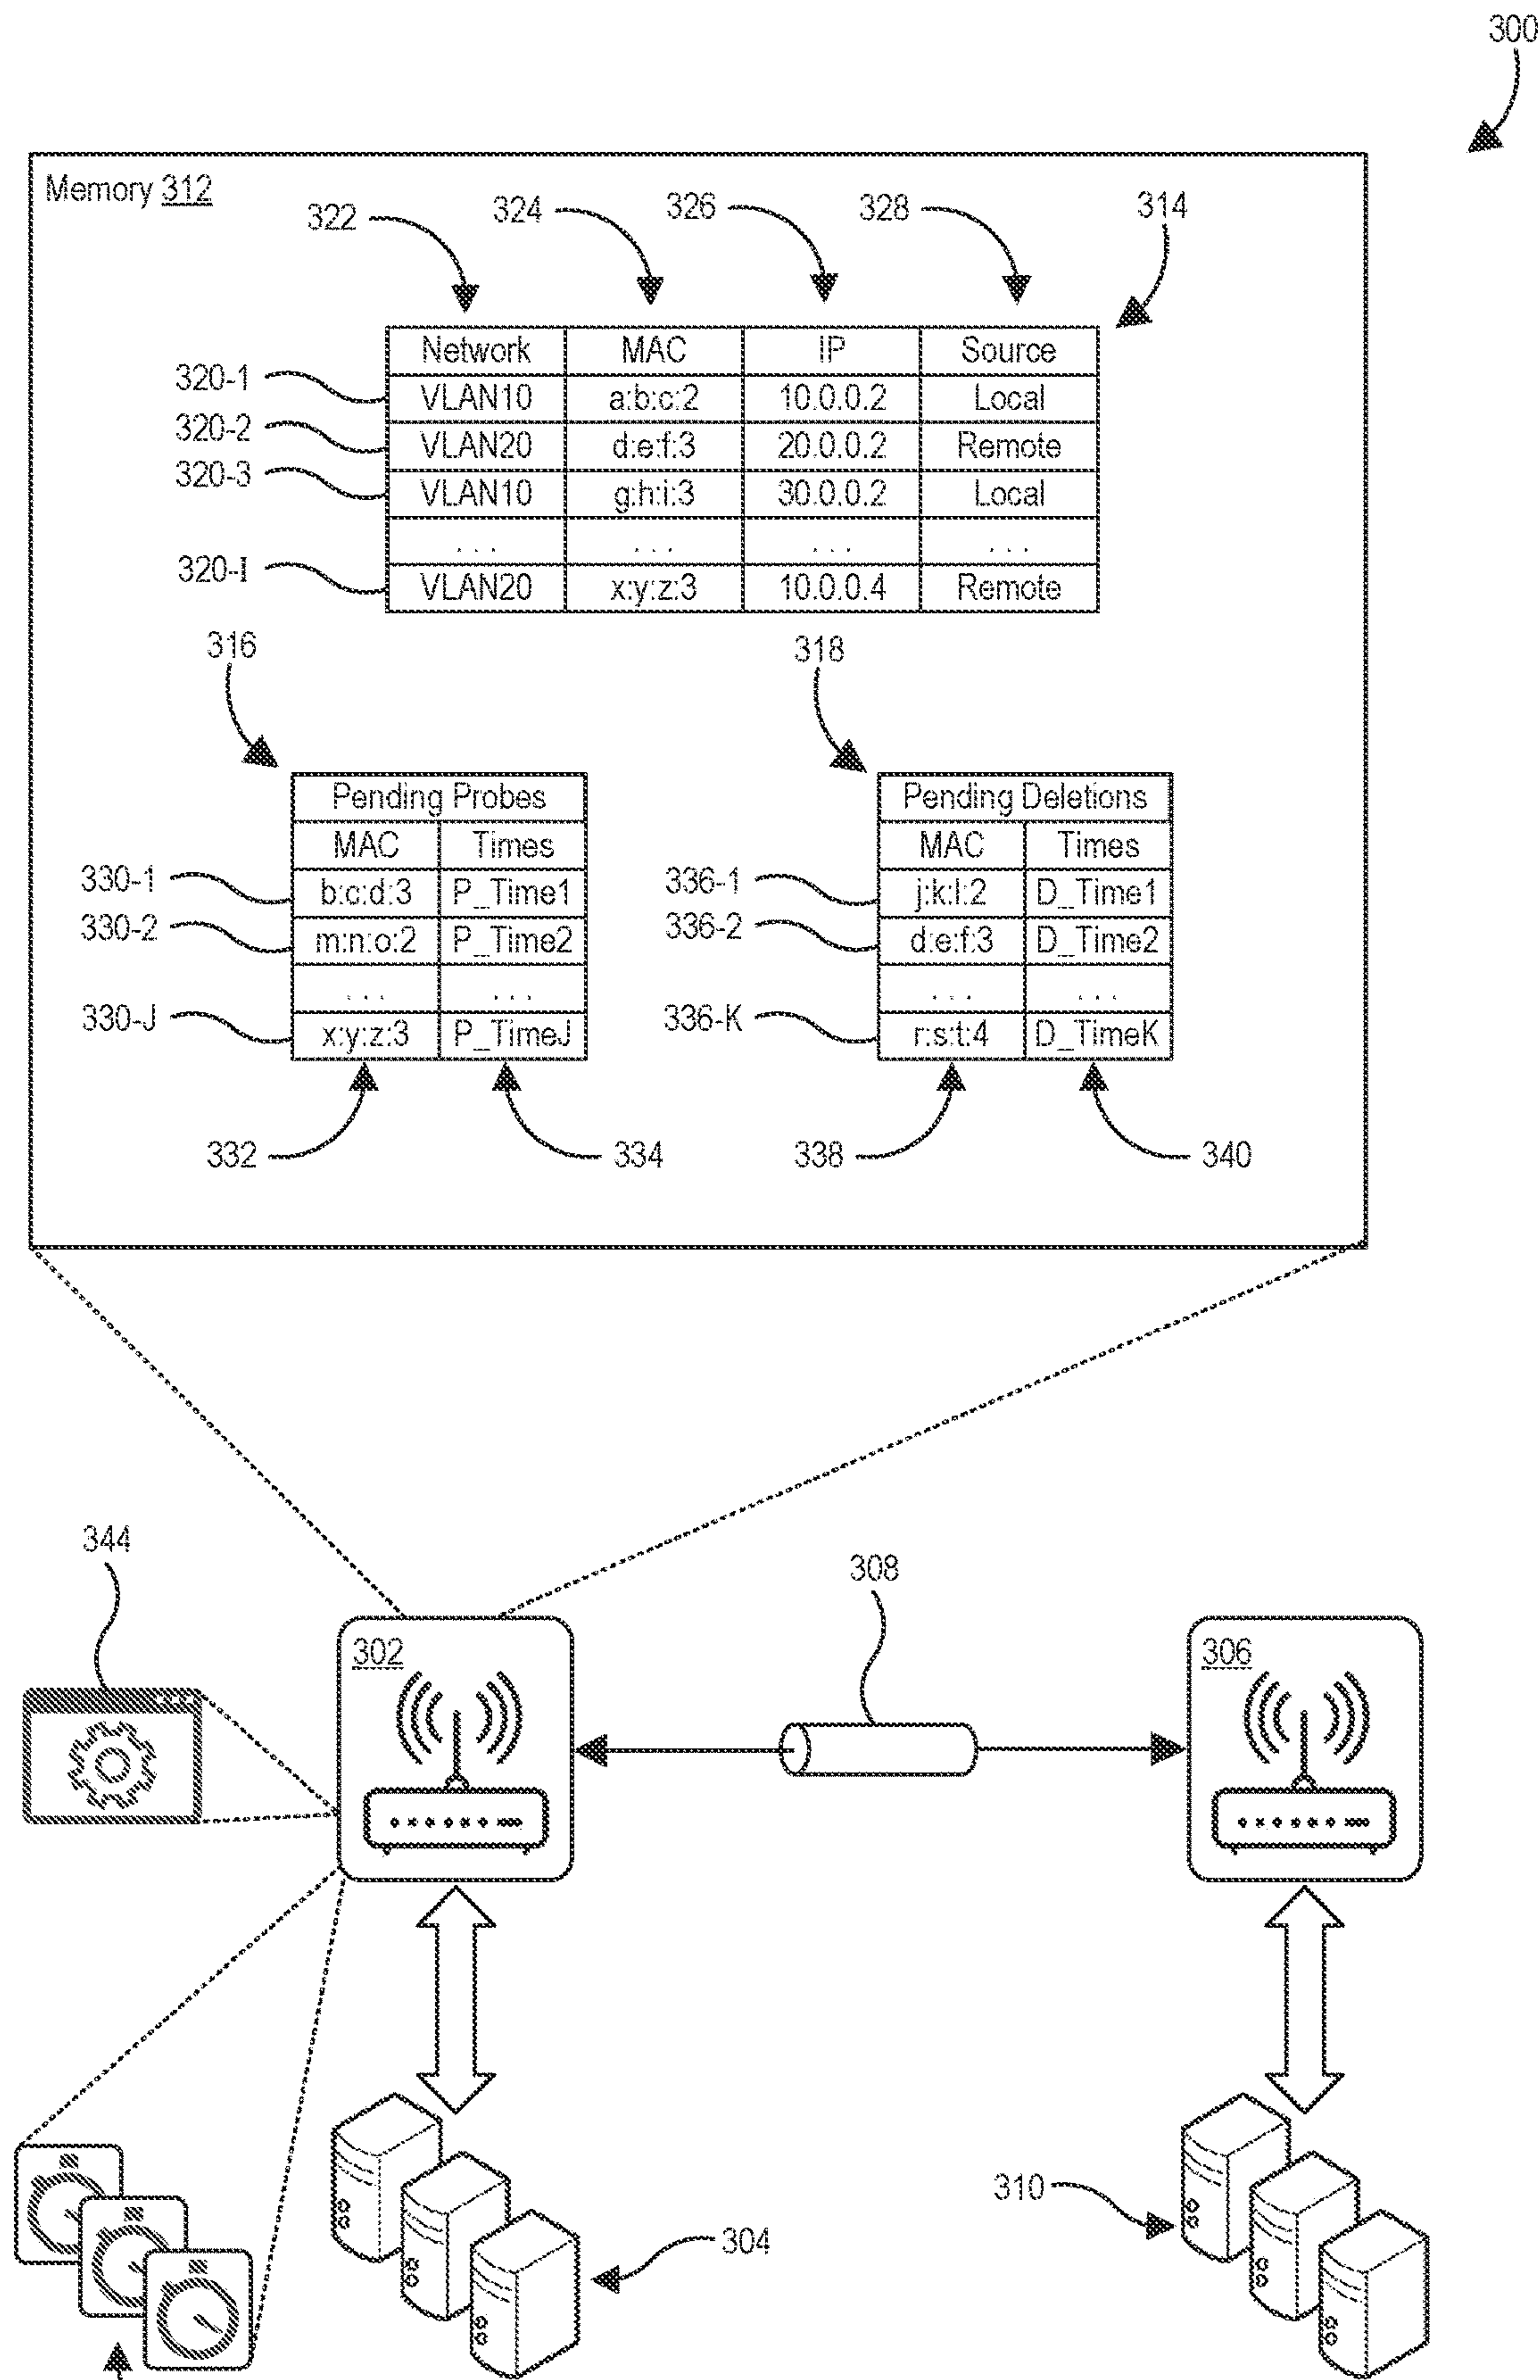 300
Memory 312
322 324 326 328 314
Network MAC IP Source
320-1 VLAN10 a:b:c:2 10.0.0.2 Local
320-2 VLAN20 d:e:f:3 20.0.0.2 Remote
320-3 VLAN10 g:h:i:3 30.0.0.2 Local
... ... ... ...
320-I VLAN20 x:y:z:3 10.0.0.4 Remote
316 318
Pending Probes Pending Deletions
MAC Times MAC Times
330-1 b:c:d:3 P_Time1 336-1 j:k:l:2 D_Time1
330-2 m:n:o:2 P_Time2 336-2 d:e:f:3 D_Time2
... ... ... ...
330-J x:y:z:3 P_TimeJ 336-K r:s:t:4 D_TimeK
332 334 338 340
344 308
302 306
310
304